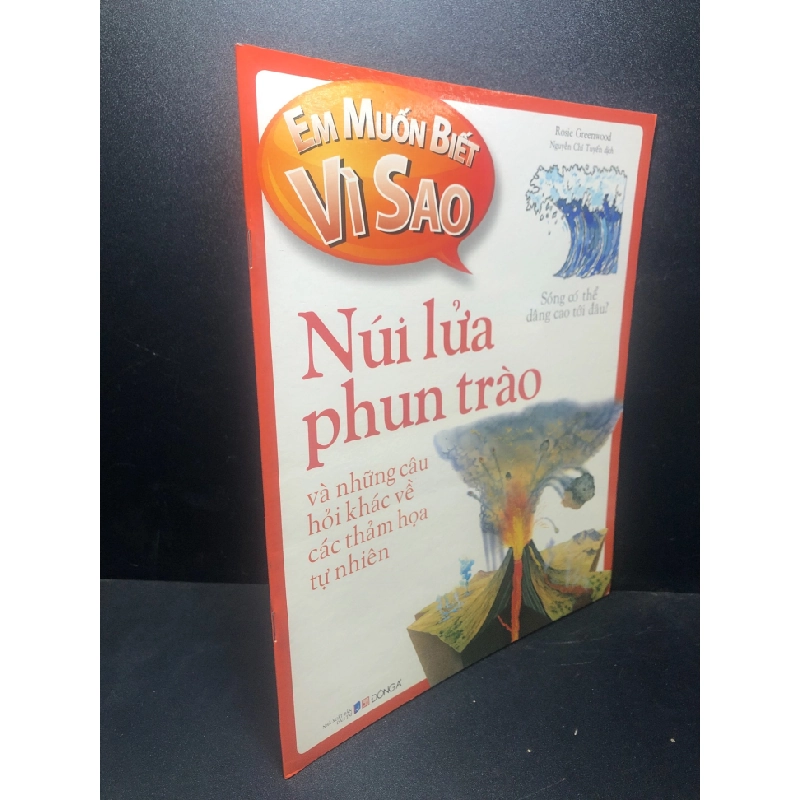 EM MUỐN BIẾT
VÌ SAO
Rosie Greenwood
Nguyễn Chí Tuyến dịch
Sóng có thể
dâng cao tới đâu?
Núi lửa
phun trào
và những câu
hỏi khác về
các thảm họa
tự nhiên
ĐÔNG A